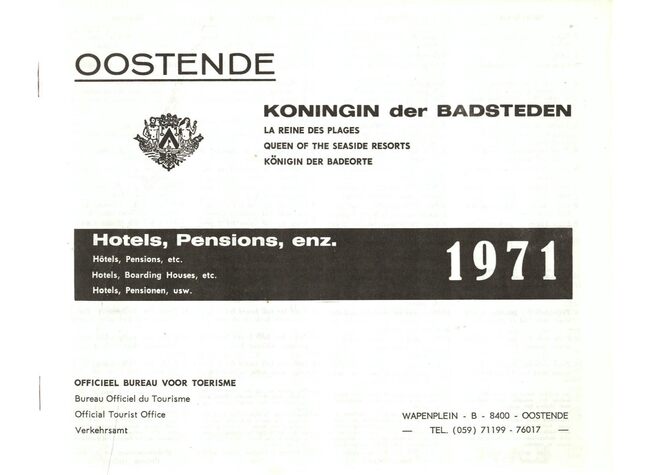 OOSTENDE
KONINGIN der BADSTEDEN
LA REINE DES PLAGES
QUEEN OF THE SEASIDE RESORTS
KÖNIGIN DER BADEORTE
Hotels, Pensions, enz.
Hôtels, Pensions, etc.
Hotels, Boarding Houses, etc.
Hotels, Pensionen, usw.
1971
OFFICIEEL BUREAU VOOR TOERISME
Bureau Officiel du Tourisme
Official Tourist Office
Verkehrsamt
WAPENPLEIN - B - 8400 - OOSTENDE
— TEL. (059) 71199 - 76017 —